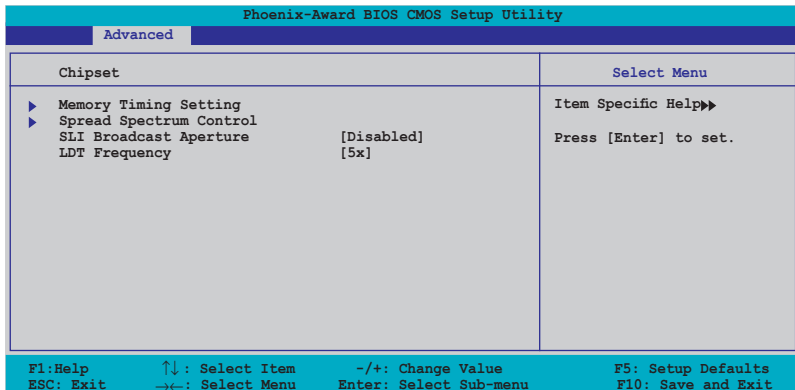 Phoenix-Award BIOS CMOS Setup Utility
Advanced
Chipset
Select Menu
Memory Timing Setting
Spread Spectrum Control
SLI Broadcast Aperture [Disabled]
LDT Frequency [5x]
Item Specific Help▶▶
Press [Enter] to set.
F1:Help ↑↓ : Select Item -/+: Change Value F5: Setup Defaults
ESC: Exit →←: Select Menu Enter: Select Sub-menu F10: Save and Exit